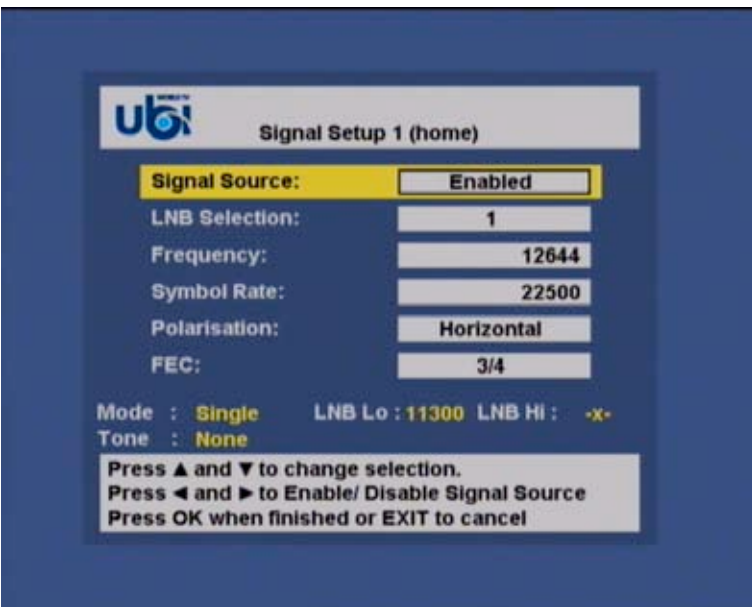 ubi
Signal Setup 1 (home)
Signal Source: Enabled
LNB Selection: 1
Frequency: 12644
Symbol Rate: 22500
Polarisation: Horizontal
FEC: 3/4
Mode : Single LNB Lo : 11300 LNB Hi : -x-
Tone : None
Press ▲ and ▼ to change selection.
Press ◄ and ► to Enable/ Disable Signal Source
Press OK when finished or EXIT to cancel